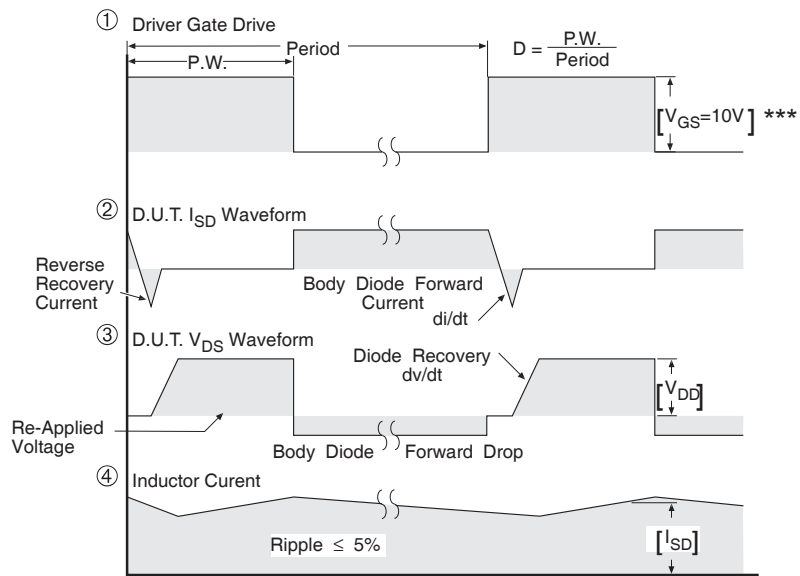 ① Driver Gate Drive
Period
P.W.
D = P.W. / Period
[VGS=10V] ***
② D.U.T. ISD Waveform
Reverse
Recovery
Current
Body Diode Forward
Current
di/dt
③ D.U.T. VDS Waveform
Diode Recovery
dv/dt
[VDD]
Re-Applied
Voltage
Body Diode Forward Drop
④ Inductor Curent
Ripple ≤ 5%
[ISD]